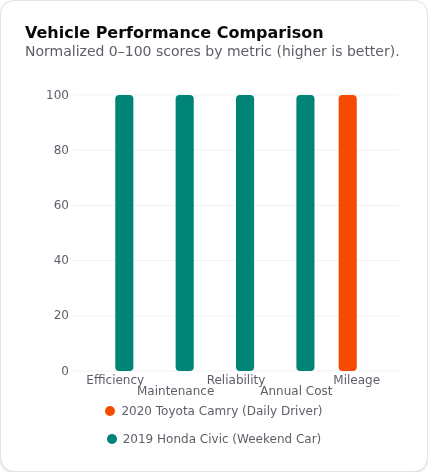 Vehicle Performance Comparison
Normalized 0–100 scores by metric (higher is better).
100
80
60
40
20
0
Efficiency
Maintenance
Reliability
Annual Cost
Mileage
2020 Toyota Camry (Daily Driver)
2019 Honda Civic (Weekend Car)